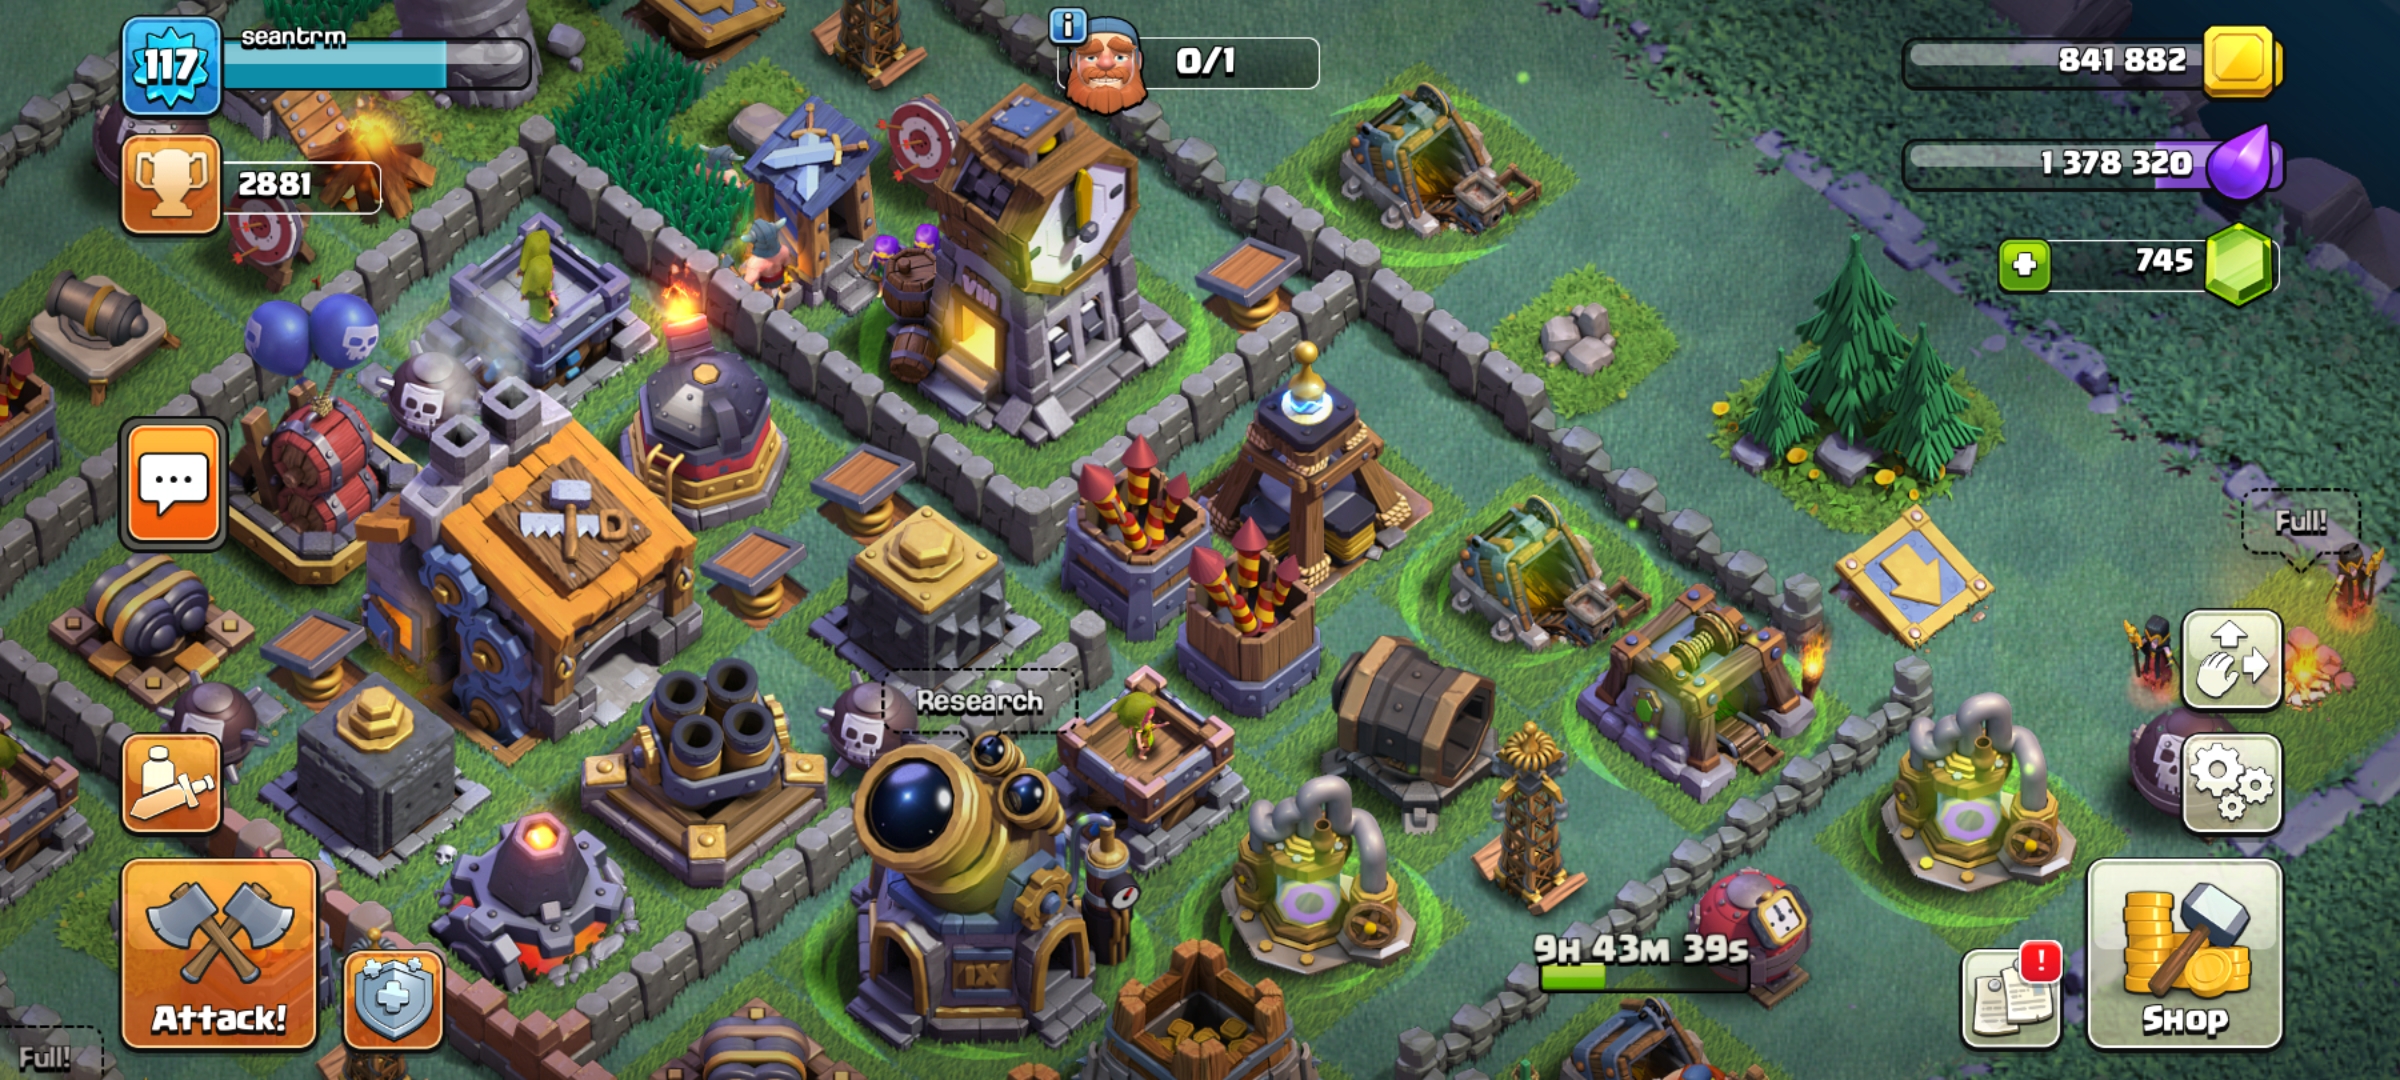 117
seantrm
0/1
841 882
2881
1 378 320
745
VIII
Full!
Research
9H 43M 39s
IX
!
Attack!
Shop
Full!